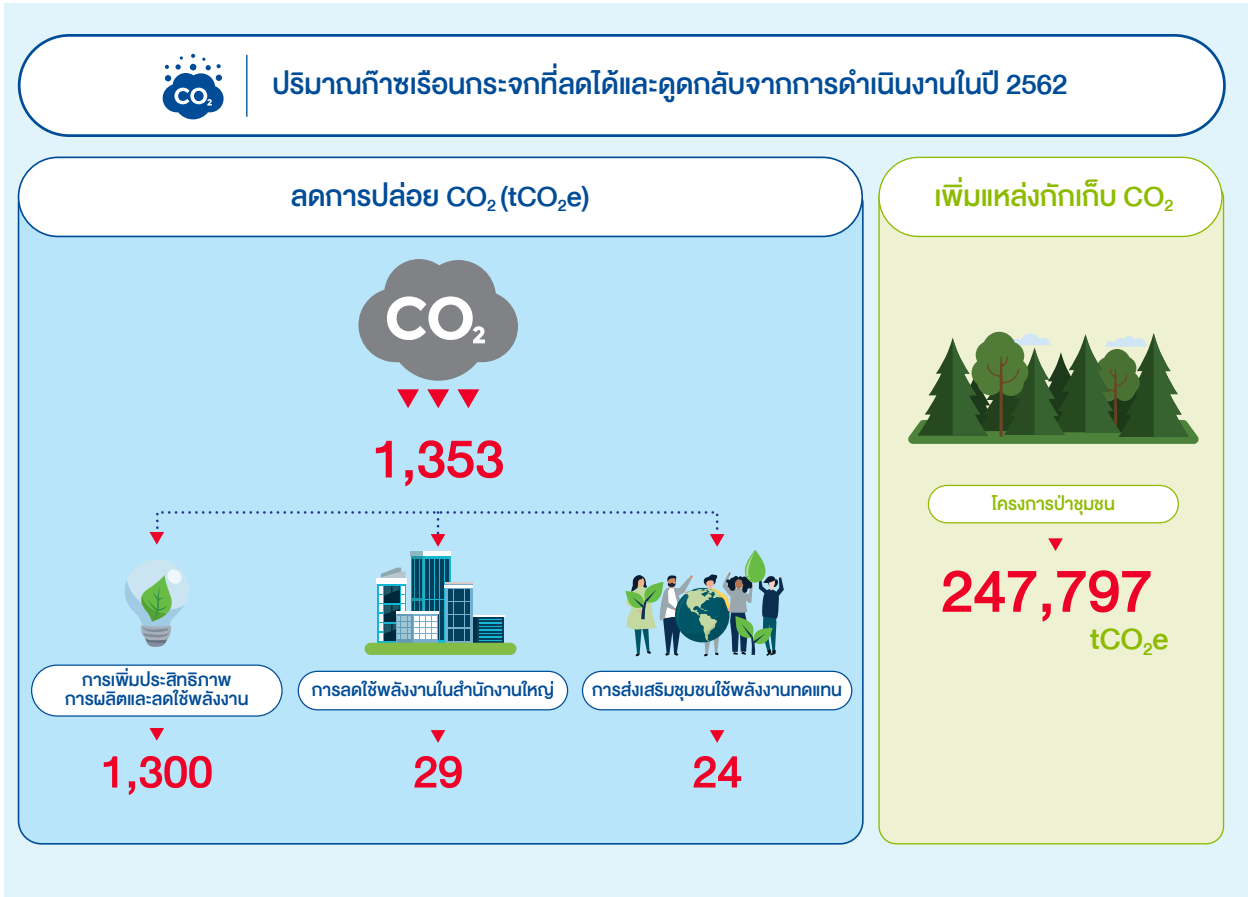 CO₂
ปริมาณก๊าซเรือนกระจกที่ลดได้และดูดกลับจากการดำเนินงานในปี 2562
ลดการปล่อย CO₂ (tCO₂e)
CO₂
1,353
การเพิ่มประสิทธิภาพ
การผลิตและลดใช้พลังงาน
1,300
การลดใช้พลังงานในสำนักงานใหญ่
29
การส่งเสริมชุมชนใช้พลังงานทดแทน
24
เพิ่มแหล่งกักเก็บ CO₂
โครงการป่าชุมชน
247,797
tCO₂e